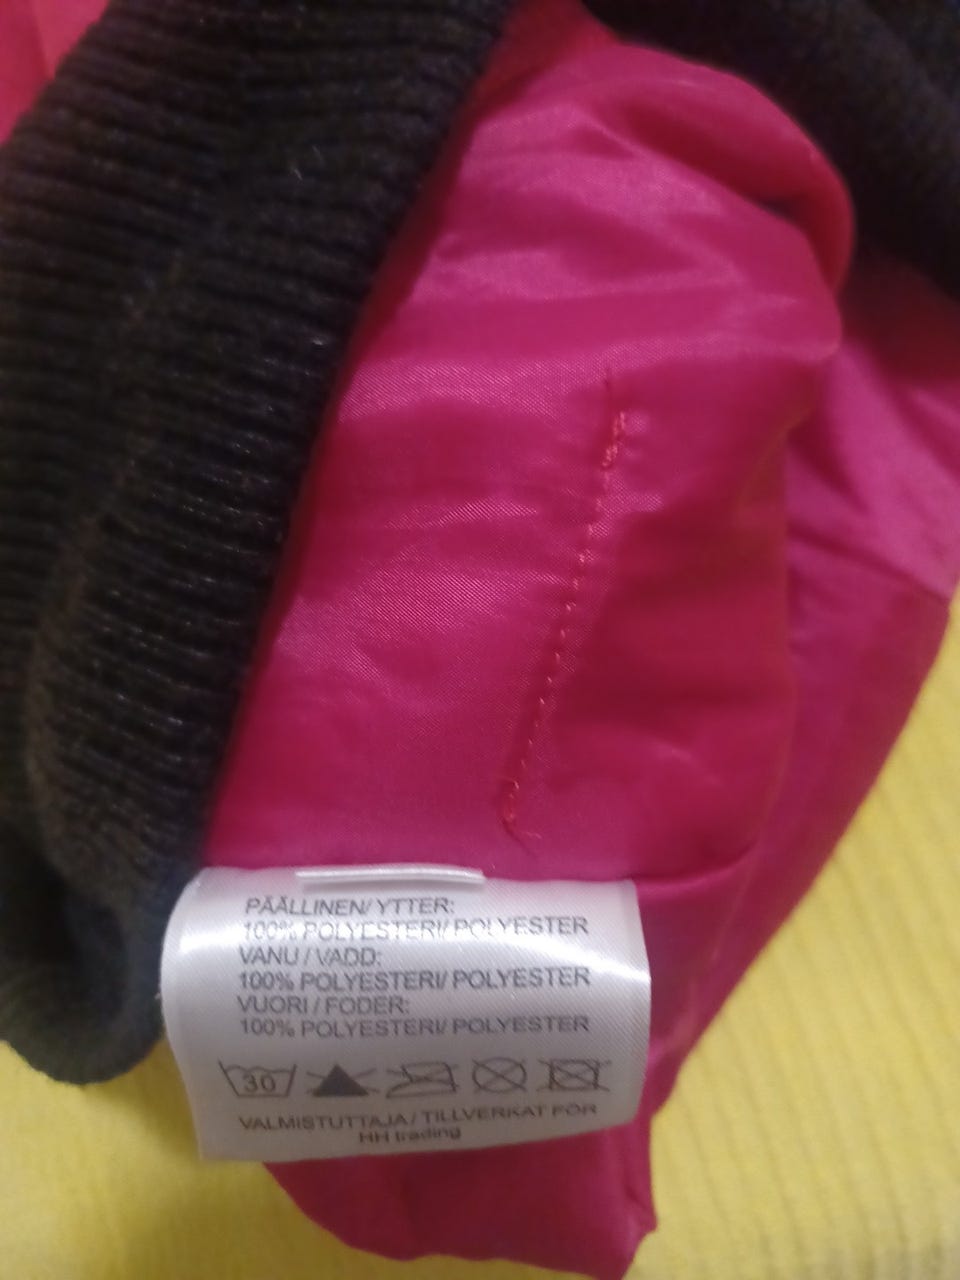 PÄÄLLINEN/ YTTER:
100% POLYESTERI/ POLYESTER
VANU / VADD:
100% POLYESTERI/ POLYESTER
VUORI / FODER:
100% POLYESTERI/ POLYESTER
30
VALMISTUTTAJA / TILLVERKAT FÖR
HH trading